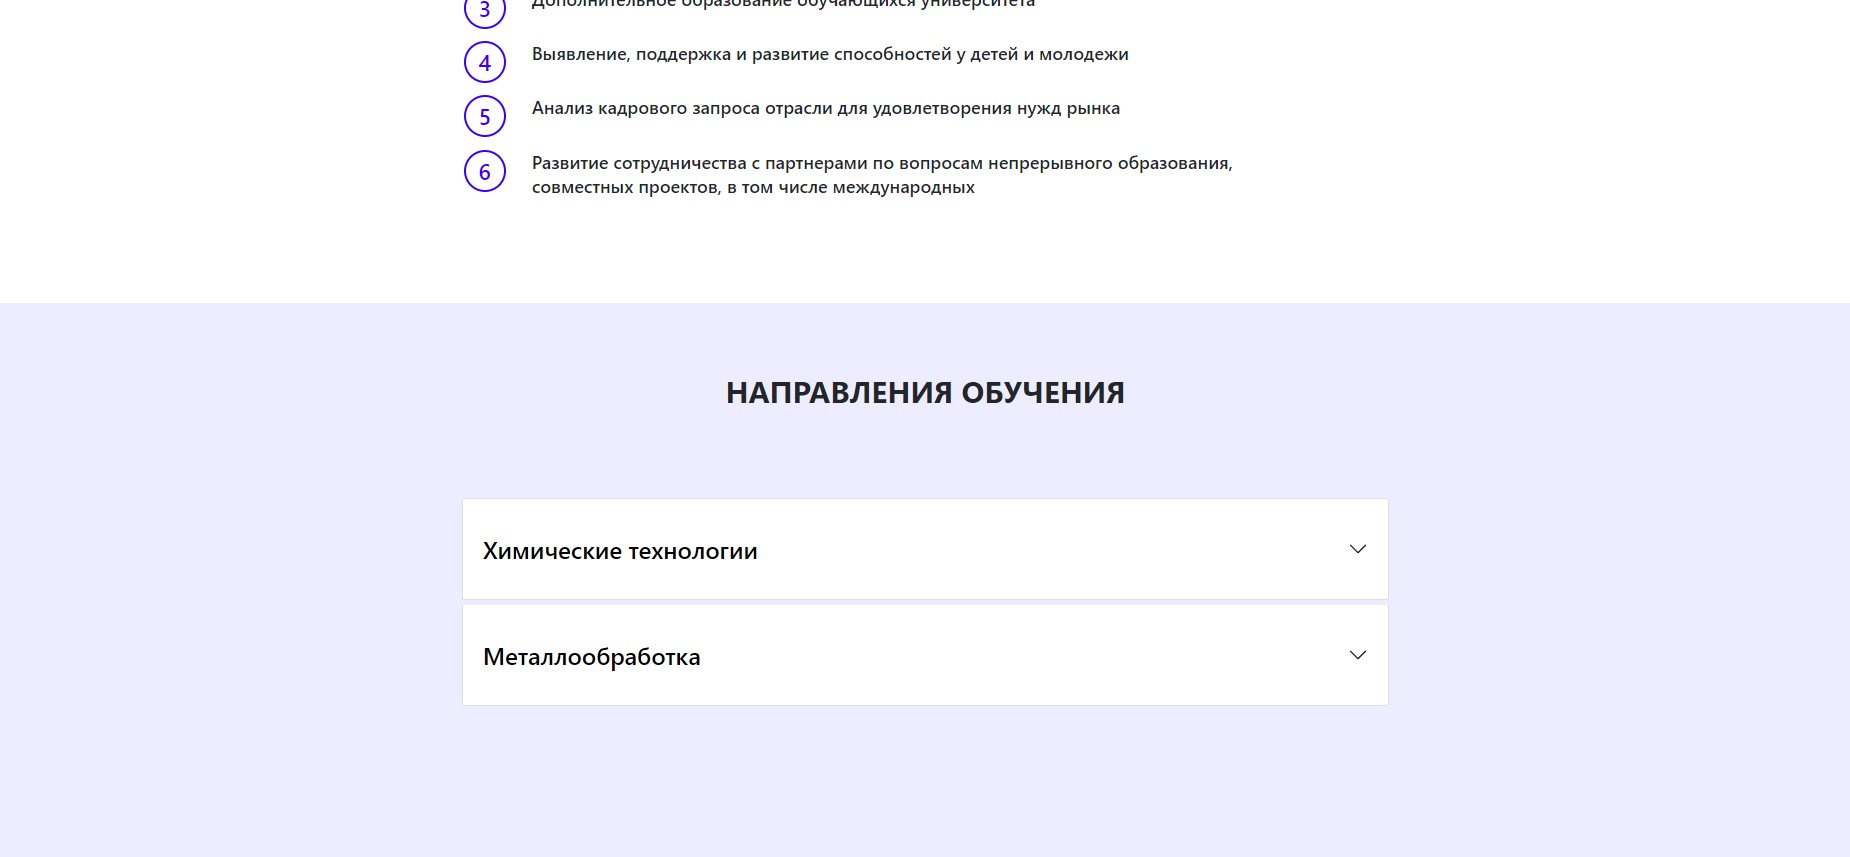 3
Дополнительное образование обучающихся университета
4
Выявление, поддержка и развитие способностей у детей и молодежи
5
Анализ кадрового запроса отрасли для удовлетворения нужд рынка
6
Развитие сотрудничества с партнерами по вопросам непрерывного образования,
совместных проектов, в том числе международных
НАПРАВЛЕНИЯ ОБУЧЕНИЯ
Химические технологии
Металлообработка